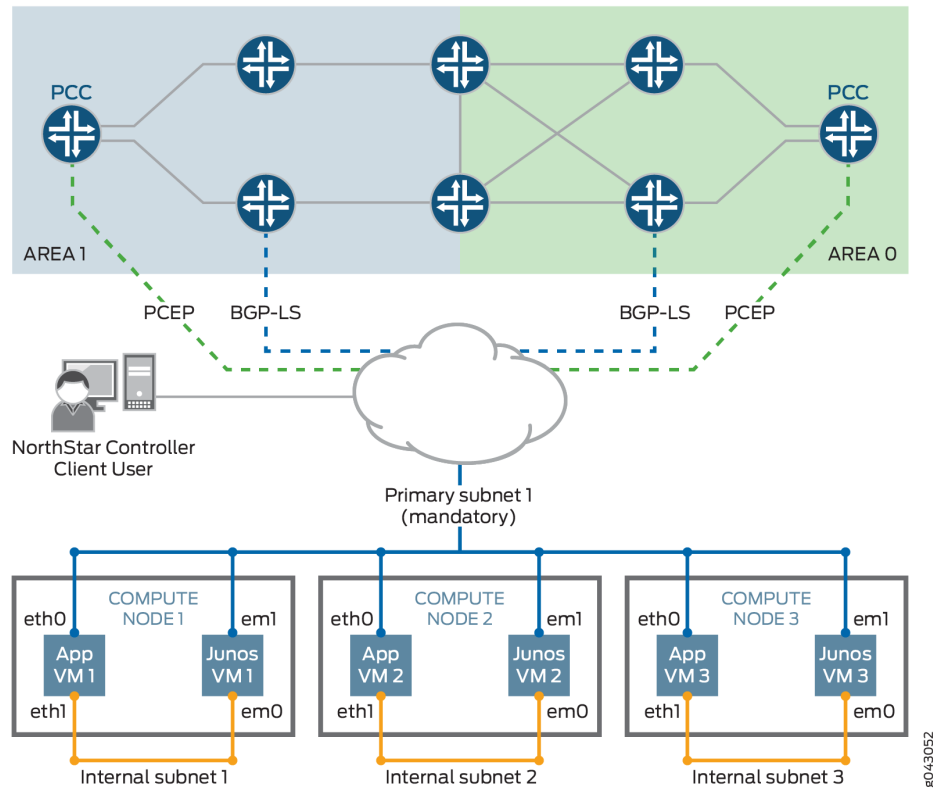 PCC
PCC
AREA 1
AREA 0
PCEP
BGP-LS
BGP-LS
PCEP
NorthStar Controller
Client User
Primary subnet 1
(mandatory)
COMPUTE
NODE 1
eth0
em1
App
VM 1
Junos
VM 1
eth1
em0
Internal subnet 1
COMPUTE
NODE 2
eth0
em1
App
VM 2
Junos
VM 2
eth1
em0
Internal subnet 2
COMPUTE
NODE 3
eth0
em1
App
VM 3
Junos
VM 3
eth1
em0
Internal subnet 3
g043052